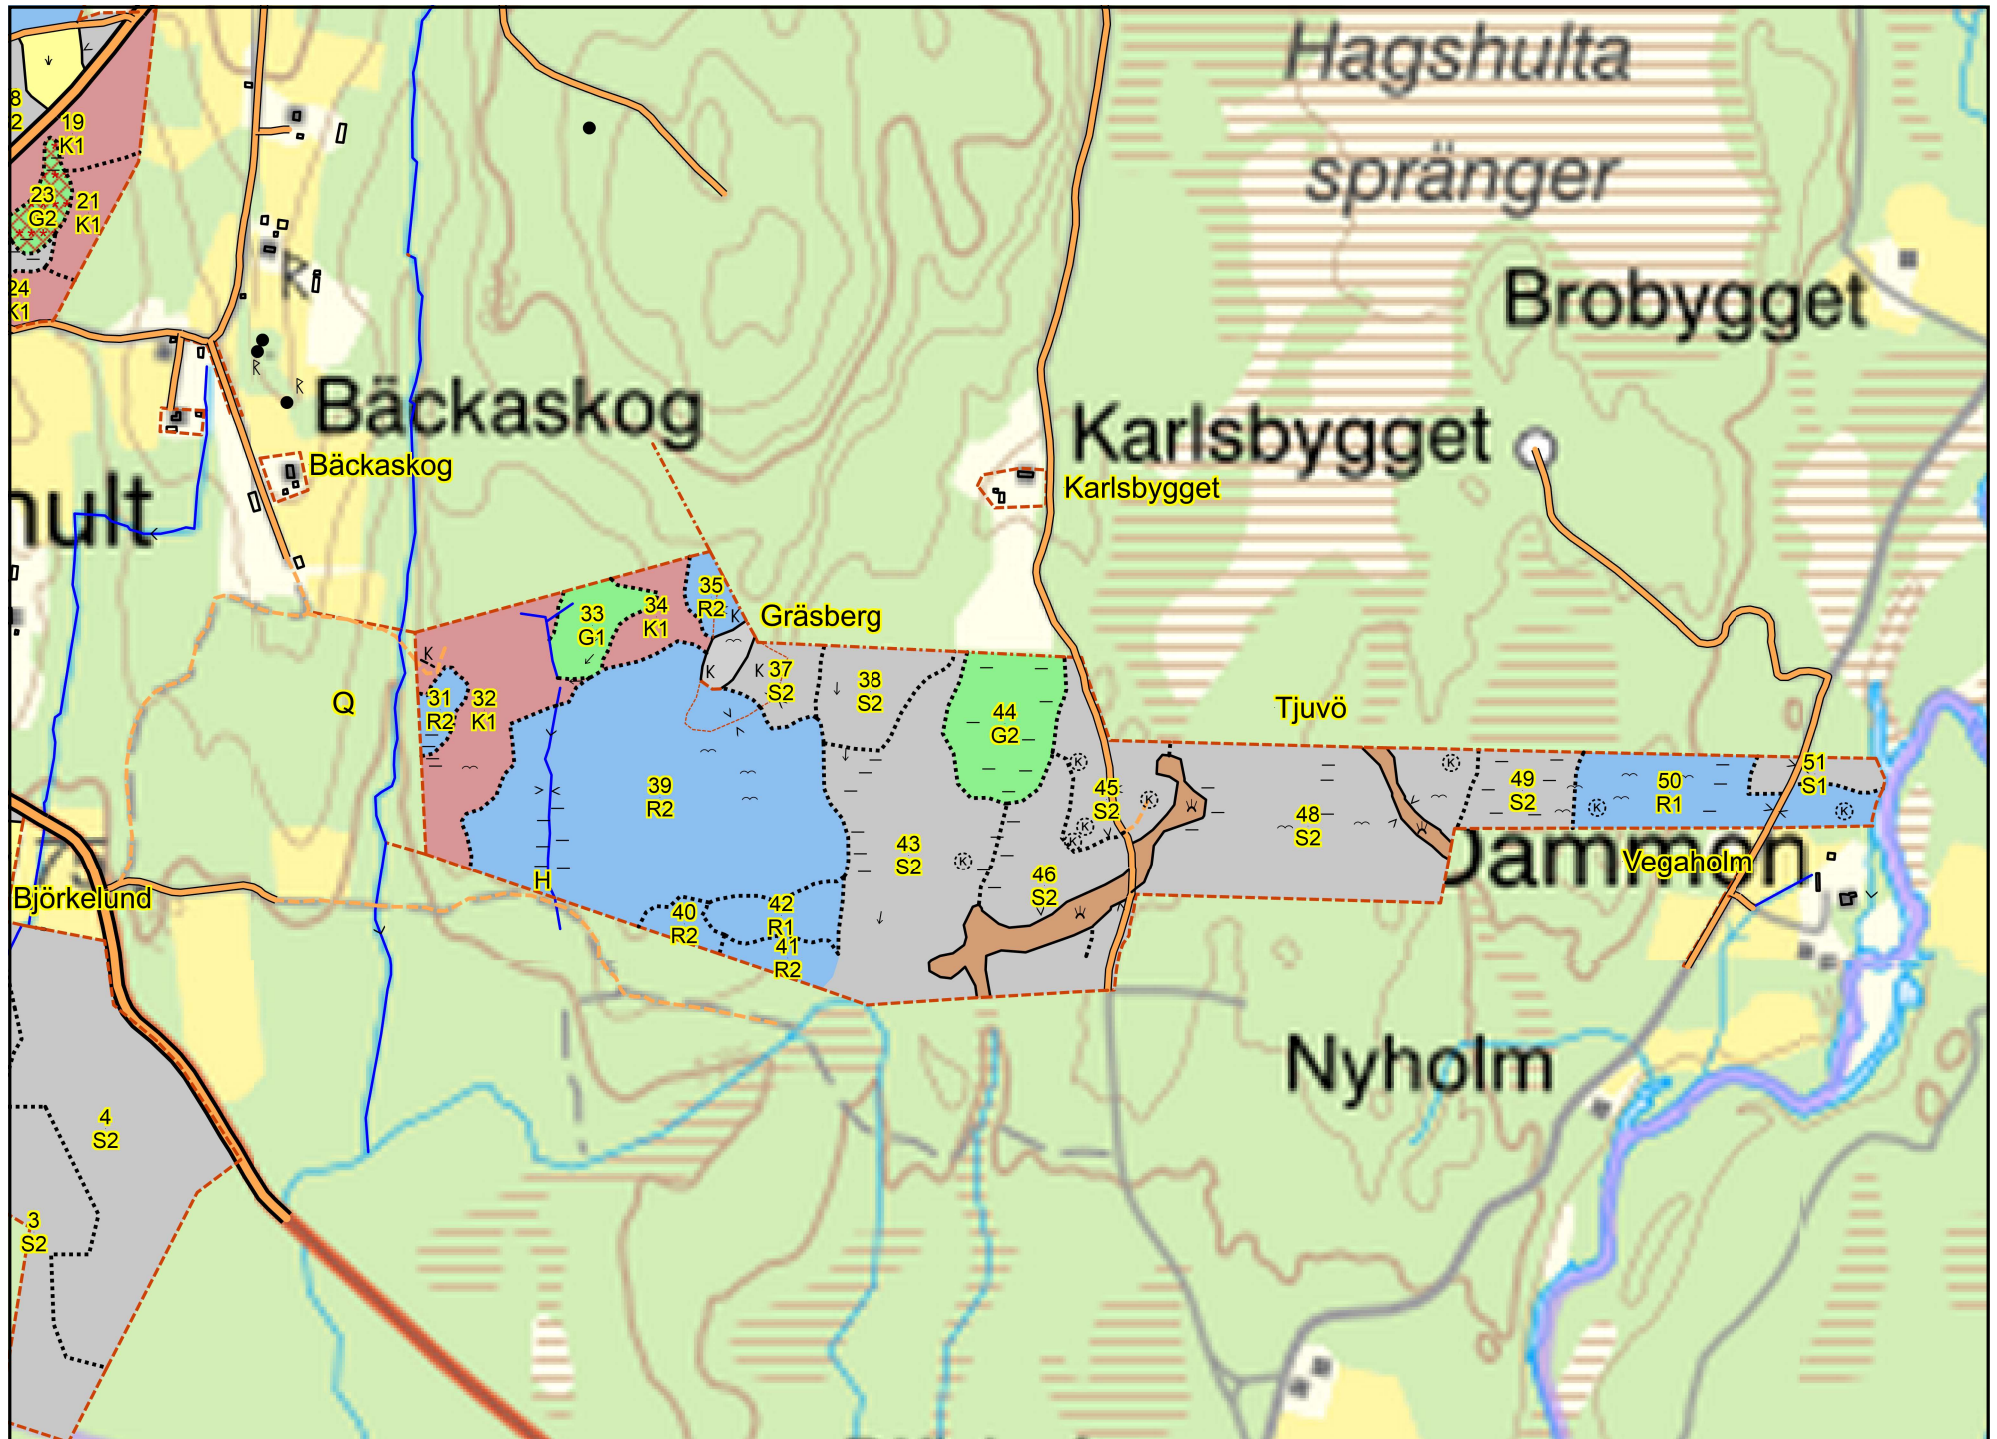 Hagshulta
spränger
Brobygget
8
2
19
K1
23
G2
21
K1
24
K1
R
R
R
Bäckaskog
Bäckaskog
Karlsbygget
Karlsbygget
hult
Gräsberg
35
R2
K
33
G1
34
K1
K
K
K
37
S2
38
S2
Q
31
R2
32
K1
44
G2
Tjuvö
39
R2
K
45
S2
K
K
K
48
S2
K
49
S2
K
50
R1
51
S1
K
43
S2
K
46
S2
Dammen
Vegaholm
Björkelund
H
40
R2
42
R1
41
R2
Nyholm
4
S2
3
S2